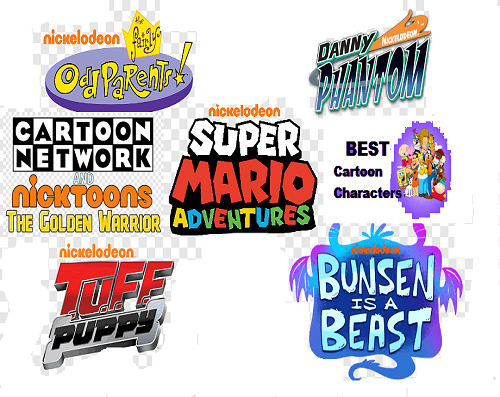 nickelodeon
the fairly
OddParents!
DANNY
NICKELODEON
PHANTOM
CARTOON
NETWORK
AND
nicktoons
THE GOLDEN WARRIOR
nickelodeon
SUPER
MARIO
ADVENTURES
BEST
Cartoon
Characters
nickelodeon
T.U.F.F.
PUPPY
nickelodeon
BUNSEN
IS A
BEAST